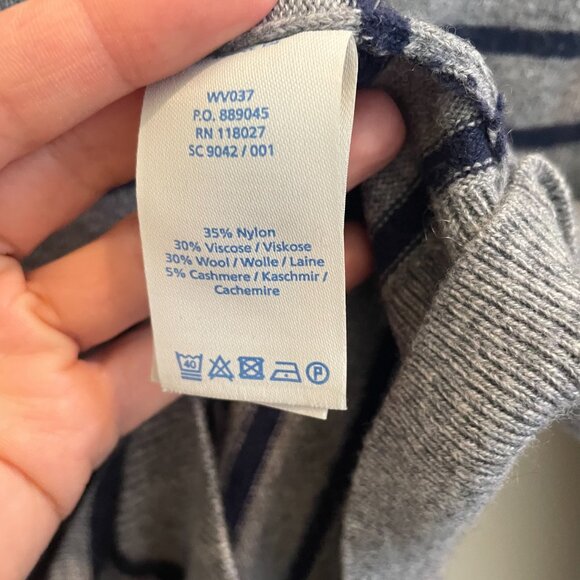 WV037
P.O. 889045
RN 118027
SC 9042 / 001
35% Nylon
30% Viscose / Viskose
30% Wool / Wolle / Laine
5% Cashmere / Kaschmir /
Cachemire
40 P